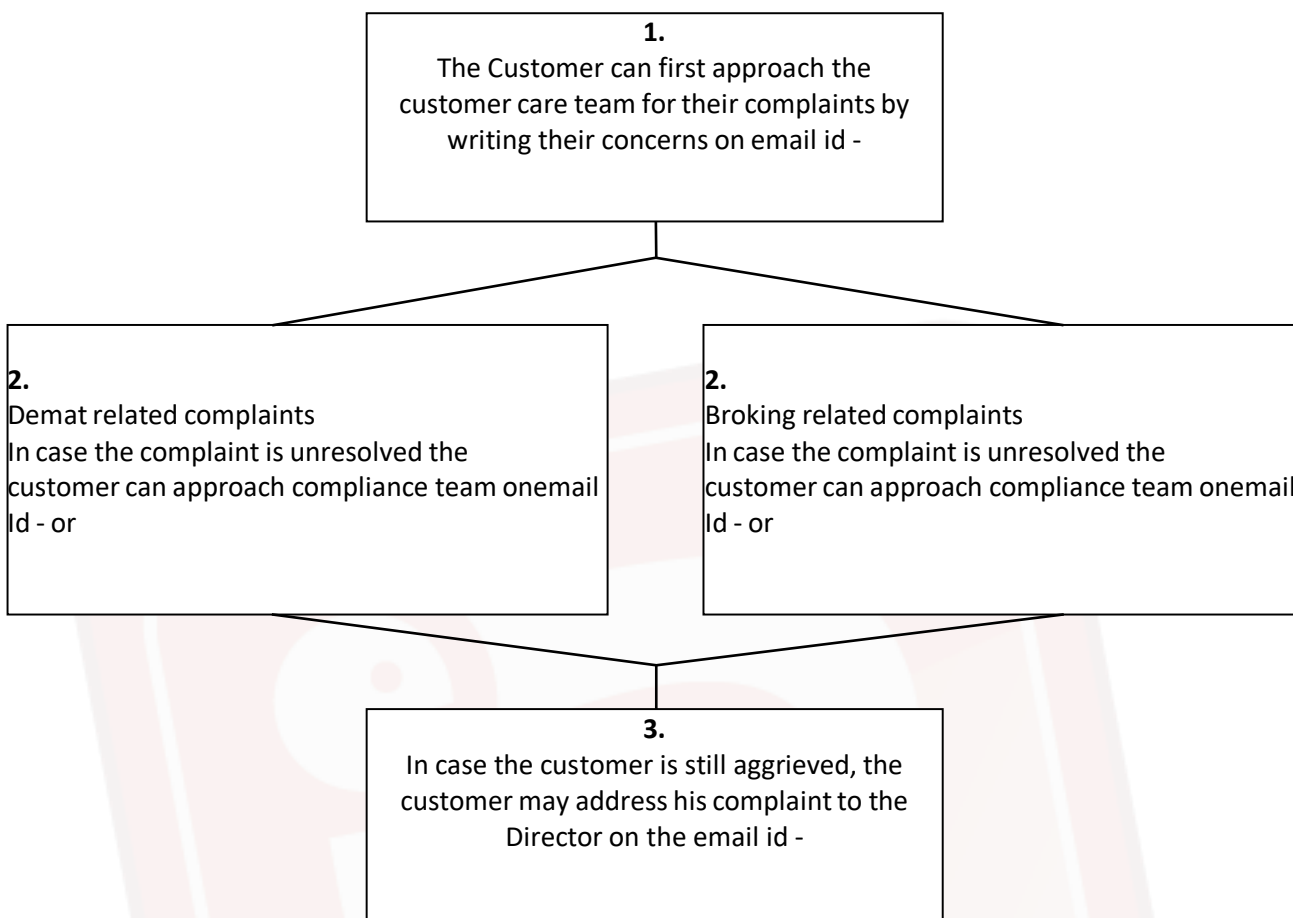 1.
The Customer can first approach the
customer care team for their complaints by
writing their concerns on email id -
2.
Demat related complaints
In case the complaint is unresolved the
customer can approach compliance team onemail
Id - or
2.
Broking related complaints
In case the complaint is unresolved the
customer can approach compliance team onemail
Id - or
3.
In case the customer is still aggrieved, the
customer may address his complaint to the
Director on the email id -